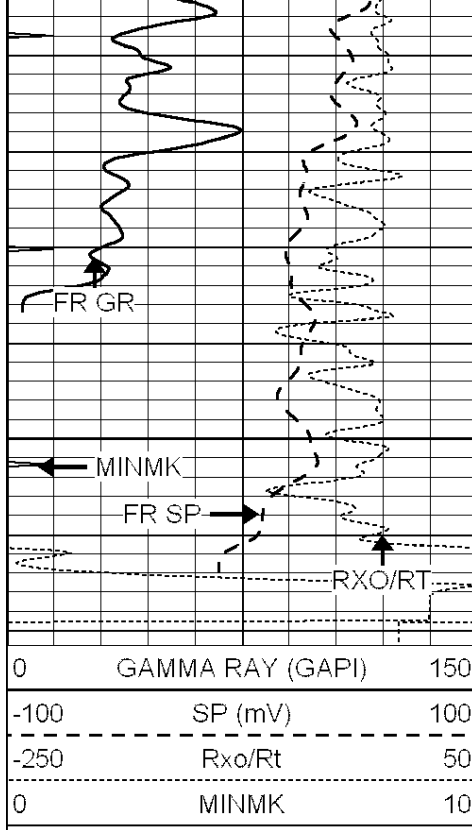 FR GR
MINMK
FR SP
RXO/RT
0 GAMMA RAY (GAPI) 150
-100 SP (mV) 100
-250 Rxo/Rt 50
0 MINMK 10